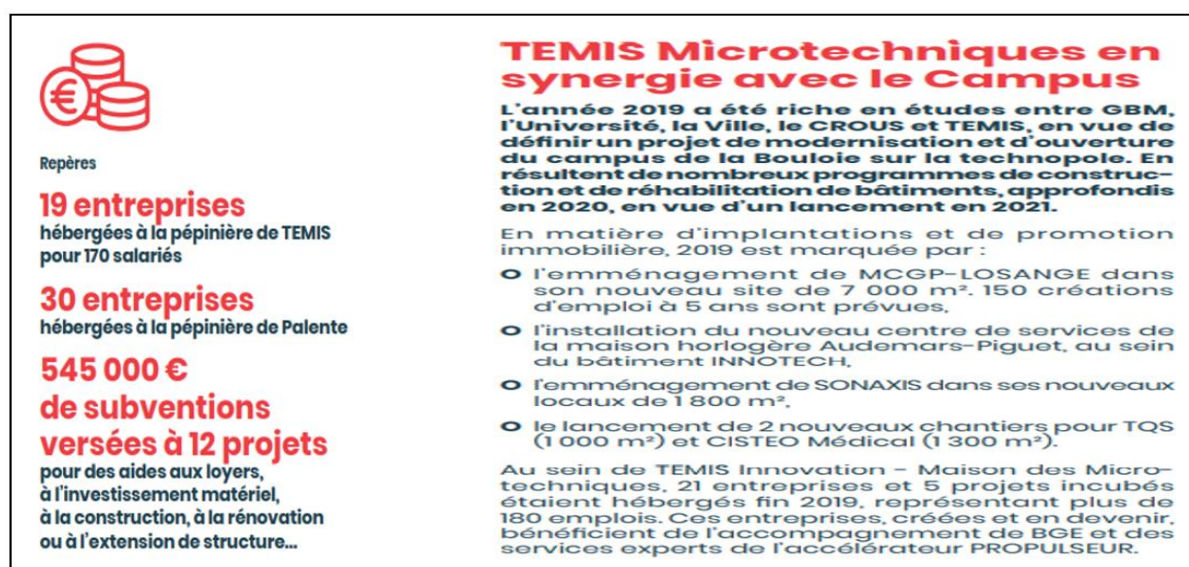 Repères
19 entreprises
hébergées à la pépinière de TEMIS
pour 170 salariés
30 entreprises
hébergées à la pépinière de Palente
545 000 €
de subventions
versées à 12 projets
pour des aides aux loyers,
à l'investissement matériel,
à la construction, à la rénovation
ou à l'extension de structure...
TEMIS Microtechniques en
synergie avec le Campus
L'année 2019 a été riche en études entre GBM,
l'Université, la Ville, le CROUS et TEMIS, en vue de
définir un projet de modernisation et d'ouverture
du campus de la Bouloie sur la technopole. En
résultent de nombreux programmes de construc-
tion et de réhabilitation de bâtiments, approfondis
en 2020, en vue d'un lancement en 2021.
En matière d'implantations et de promotion
immobilière, 2019 est marquée par :
o l'emménagement de MCGP-LOSANGE dans
son nouveau site de 7 000 m². 150 créations
d'emploi à 5 ans sont prévues,
o l'installation du nouveau centre de services de
la maison horlogère Audemars-Piguet, au sein
du bâtiment INNOTECH,
o l'emménagement de SONAXIS dans ses nouveaux
locaux de 1 800 m²,
o le lancement de 2 nouveaux chantiers pour TQS
(1 000 m²) et CISTEO Médical (1 300 m²).
Au sein de TEMIS Innovation - Maison des Micro-
techniques, 21 entreprises et 5 projets incubés
étaient hébergés fin 2019, représentant plus de
180 emplois. Ces entreprises, créées et en devenir,
bénéficient de l'accompagnement de BGE et des
services experts de l'accélérateur PROPULSEUR.